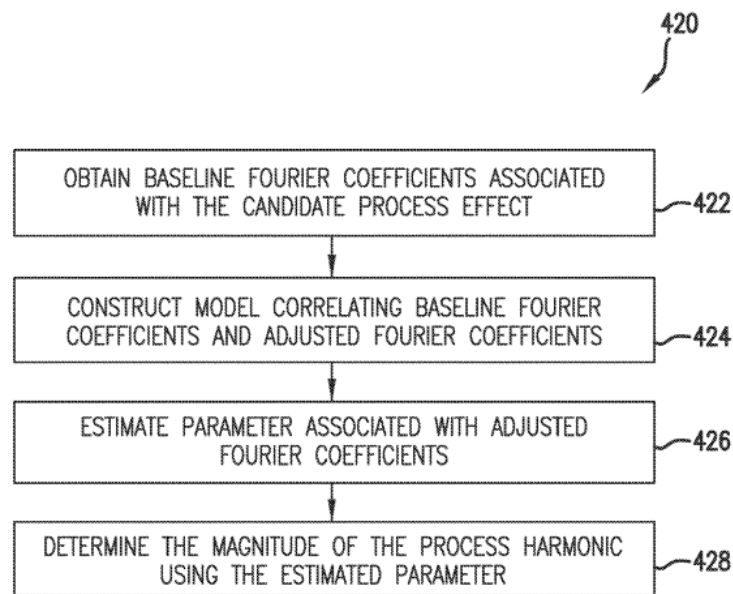 420
OBTAIN BASELINE FOURIER COEFFICIENTS ASSOCIATED
WITH THE CANDIDATE PROCESS EFFECT
422
CONSTRUCT MODEL CORRELATING BASELINE FOURIER
COEFFICIENTS AND ADJUSTED FOURIER COEFFICIENTS
424
ESTIMATE PARAMETER ASSOCIATED WITH ADJUSTED
FOURIER COEFFICIENTS
426
DETERMINE THE MAGNITUDE OF THE PROCESS HARMONIC
USING THE ESTIMATED PARAMETER
428